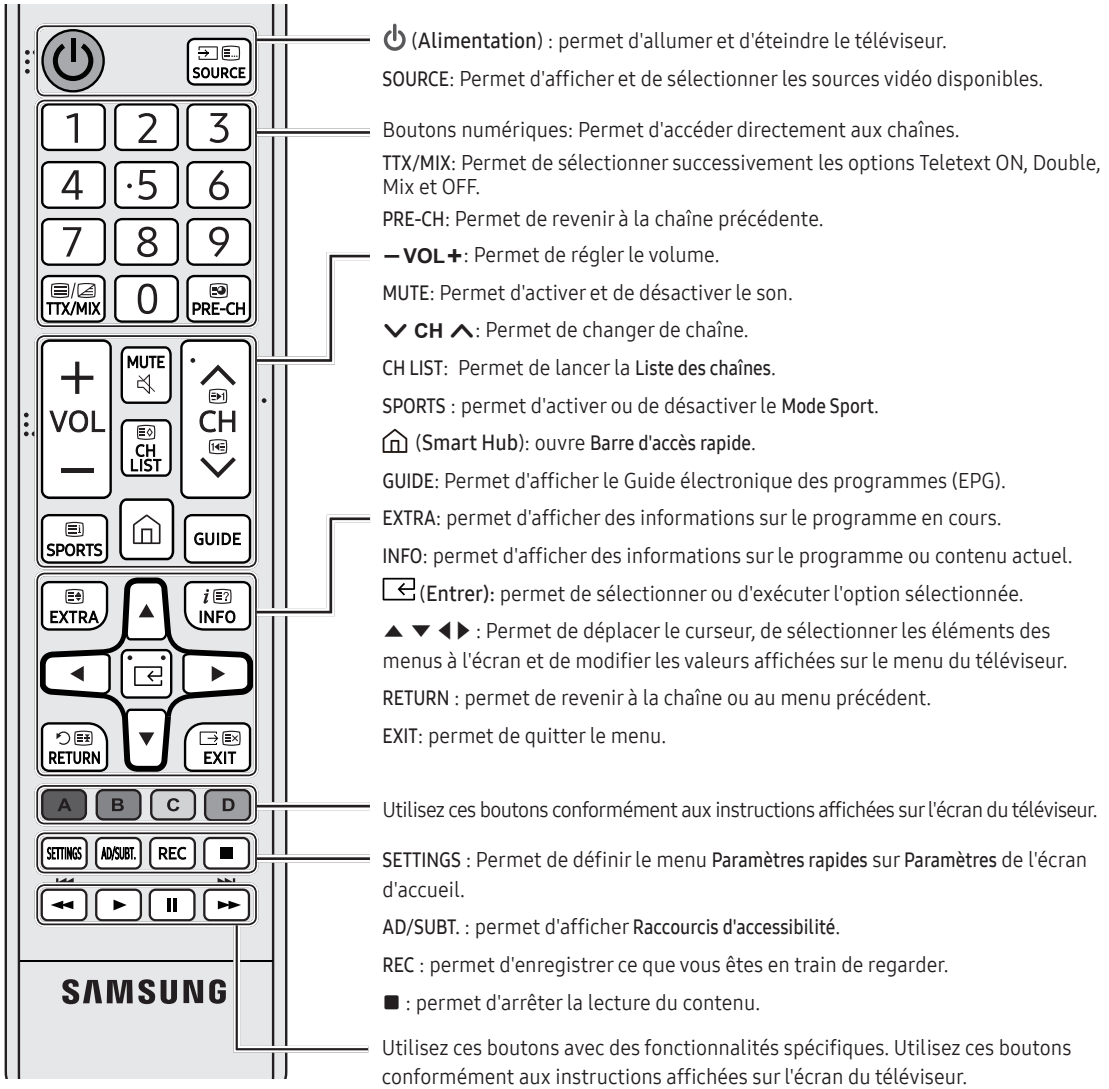 SOURCE
1 2 3
4 ·5 6
7 8 9
TTX/MIX 0 PRE-CH
+ VOL —
MUTE
CH LIST
CH
SPORTS
GUIDE
EXTRA
INFO
RETURN
EXIT
A B C D
SETTINGS AD/SUBT. REC
SAMSUNG
(Alimentation) : permet d'allumer et d'éteindre le téléviseur.
SOURCE: Permet d'afficher et de sélectionner les sources vidéo disponibles.
Boutons numériques: Permet d'accéder directement aux chaînes.
TTX/MIX: Permet de sélectionner successivement les options Teletext ON, Double,
Mix et OFF.
PRE-CH: Permet de revenir à la chaîne précédente.
– VOL +: Permet de régler le volume.
MUTE: Permet d'activer et de désactiver le son.
CH : Permet de changer de chaîne.
CH LIST: Permet de lancer la Liste des chaînes.
SPORTS : permet d'activer ou de désactiver le Mode Sport.
(Smart Hub): ouvre Barre d'accès rapide.
GUIDE: Permet d'afficher le Guide électronique des programmes (EPG).
EXTRA: permet d'afficher des informations sur le programme en cours.
INFO: permet d'afficher des informations sur le programme ou contenu actuel.
(Entrer): permet de sélectionner ou d'exécuter l'option sélectionnée.
▲ ▼ ◀ ▶ : Permet de déplacer le curseur, de sélectionner les éléments des
menus à l'écran et de modifier les valeurs affichées sur le menu du téléviseur.
RETURN : permet de revenir à la chaîne ou au menu précédent.
EXIT: permet de quitter le menu.
Utilisez ces boutons conformément aux instructions affichées sur l'écran du téléviseur.
SETTINGS : Permet de définir le menu Paramètres rapides sur Paramètres de l'écran
d'accueil.
AD/SUBT. : permet d'afficher Raccourcis d'accessibilité.
REC : permet d'enregistrer ce que vous êtes en train de regarder.
■ : permet d'arrêter la lecture du contenu.
Utilisez ces boutons avec des fonctionnalités spécifiques. Utilisez ces boutons
conformément aux instructions affichées sur l'écran du téléviseur.